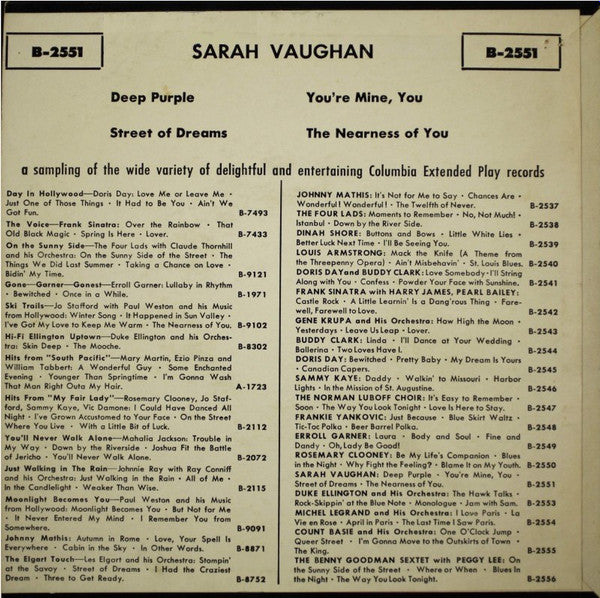 B-2551
SARAH VAUGHAN
B-2551
Deep Purple
You're Mine, You
Street of Dreams
The Nearness of You
a sampling of the wide variety of delightful and entertaining Columbia Extended Play records
Day In Hollywood—Doris Day: Love Me or Leave Me •
Just One of Those Things • It Had to Be You • Ain't We
Got Fun. B-7493
The Voice—Frank Sinatra: Over the Rainbow • That
Old Black Magic • Spring Is Here • Lover. B-7433
On the Sunny Side—The Four Lads with Claude Thornhill
and his Orchestra: On the Sunny Side of the Street • The
Things We Did Last Summer • Taking a Chance on Love •
Bidin' My Time. B-9121
Gone—Garner—Gonest—Erroll Garner: Lullaby in Rhythm
• Bewitched • Once in a While. B-1971
Ski Trails—Jo Stafford with Paul Weston and his Music
from Hollywood: Winter Song • It Happened in Sun Valley •
I've Got My Love to Keep Me Warm • The Nearness of You. B-9102
Hi-Fi Ellington Uptown—Duke Ellington and his Orches-
tra: Skin Deep • The Mooche. B-8302
Hits from "South Pacific"—Mary Martin, Ezio Pinza and
William Tabbert: A Wonderful Guy • Some Enchanted
Evening • Younger Than Springtime • I'm Gonna Wash
That Man Right Outa My Hair. A-1723
Hits From "My Fair Lady"—Rosemary Clooney, Jo Staf-
ford, Sammy Kaye, Vic Damone: I Could Have Danced All
Night • I've Grown Accustomed to Your Face • On the Street
Where You Live • With a Little Bit of Luck. B-2112
You'll Never Walk Alone—Mahalia Jackson: Trouble in
My Way • Down by the Riverside • Joshua Fit the Battle
of Jericho • You'll Never Walk Alone. B-2072
Just Walking in the Rain—Johnnie Ray with Ray Conniff
and his Orchestra: Just Walking in the Rain • All of Me •
In the Candlelight • Weaker Than Wise. B-2115
Moonlight Becomes You—Paul Weston and his Music
from Hollywood: Moonlight Becomes You • But Not for Me
• It Never Entered My Mind • I Remember You from
Somewhere. B-9091
Johnny Mathis: Autumn in Rome • Love, Your Spell Is
Everywhere • Cabin in the Sky • In Other Words. B-8871
The Elgart Touch—Les Elgart and his Orchestra: Stompin'
at the Savoy • Street of Dreams • I Had the Craziest
Dream • Three to Get Ready. B-8752
JOHNNY MATHIS: It's Not for Me to Say • Chances Are •
Wonderful! Wonderful! • The Twelfth of Never. B-2537
THE FOUR LADS: Moments to Remember • No, Not Much! •
Istanbul • Down by the River Side. B-2538
DINAH SHORE: Buttons and Bows • Little White Lies •
Better Luck Next Time • I'll Be Seeing You. B-2539
LOUIS ARMSTRONG: Mack the Knife (A Theme from
the Threepenny Opera) • Ain't Misbehavin' • St. Louis Blues. B-2540
DORIS DAY and BUDDY CLARK: Love Somebody • I'll String
Along with You • Confess • Powder Your Face with Sunshine. B-2541
FRANK SINATRA with HARRY JAMES, PEARL BAILEY:
Castle Rock • A Little Learnin' Is a Dang'rous Thing • Fare-
well, Farewell to Love. B-2542
GENE KRUPA and His Orchestra: How High the Moon •
Yesterdays • Leave Us Leap • Lover. B-2543
BUDDY CLARK: Linda • I'll Dance at Your Wedding •
Ballerina • Two Loves Have I. B-2544
DORIS DAY: Bewitched • Pretty Baby • My Dream Is Yours
• Canadian Capers. B-2545
SAMMY KAYE: Daddy • Walkin' to Missouri • Harbor
Lights • In the Mission of St. Augustine. B-2546
THE NORMAN LUBOFF CHOIR: It's Easy to Remember •
Soon • The Way You Look Tonight • Love Is Here to Stay. B-2547
FRANKIE YANKOVIC: Just Because • Blue Skirt Waltz •
Tic-Toc Polka • Beer Barrel Polka. B-2548
ERROLL GARNER: Laura • Body and Soul • Fine and
Dandy • Oh, Lady Be Good! B-2549
ROSEMARY CLOONEY: Be My Life's Companion • Blues
in the Night • Why Fight the Feeling? • Blame It on My Youth. B-2550
SARAH VAUGHAN: Deep Purple • You're Mine, You •
Street of Dreams • The Nearness of You. B-2551
DUKE ELLINGTON and His Orchestra: The Hawk Talks •
Rock-Skippin' at the Blue Note • Monologue • Jam with Sam. B-2553
MICHEL LEGRAND and His Orchestra: I Love Paris • La
Vie en Rose • April in Paris • The Last Time I Saw Paris. B-2554
COUNT BASIE and His Orchestra: One O'Clock Jump •
Queer Street • I'm Gonna Move to the Outskirts of Town •
The King. B-2555
THE BENNY GOODMAN SEXTET with PEGGY LEE: On
the Sunny Side of the Street • Where or When • Blues In
the Night • The Way You Look Tonight. B-2556